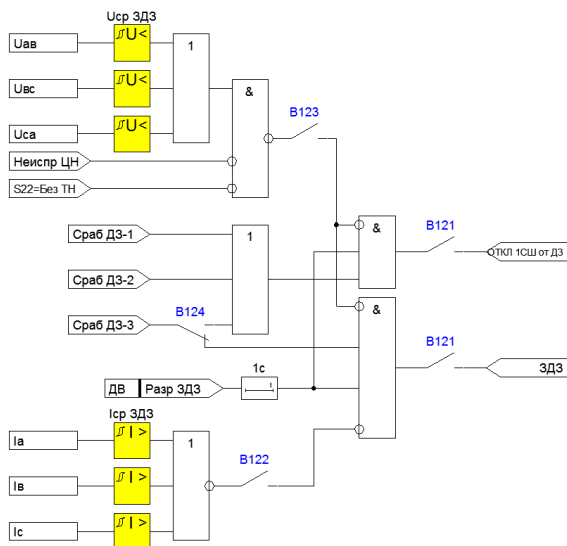 Uср ЗДЗ
Uав
U<
1
Uвс
U<
&
В123
Uса
U<
Неиспр ЦН
S22=Без ТН
Сраб ДЗ-1
1
&
В121
ОТКЛ 1СШ от ДЗ
Сраб ДЗ-2
В124
Сраб ДЗ-3
&
В121
ЗДЗ
1с
ДВ Разр ЗДЗ
t
Iср ЗДЗ
Iа
I >
1
В122
Iв
I >
Iс
I >